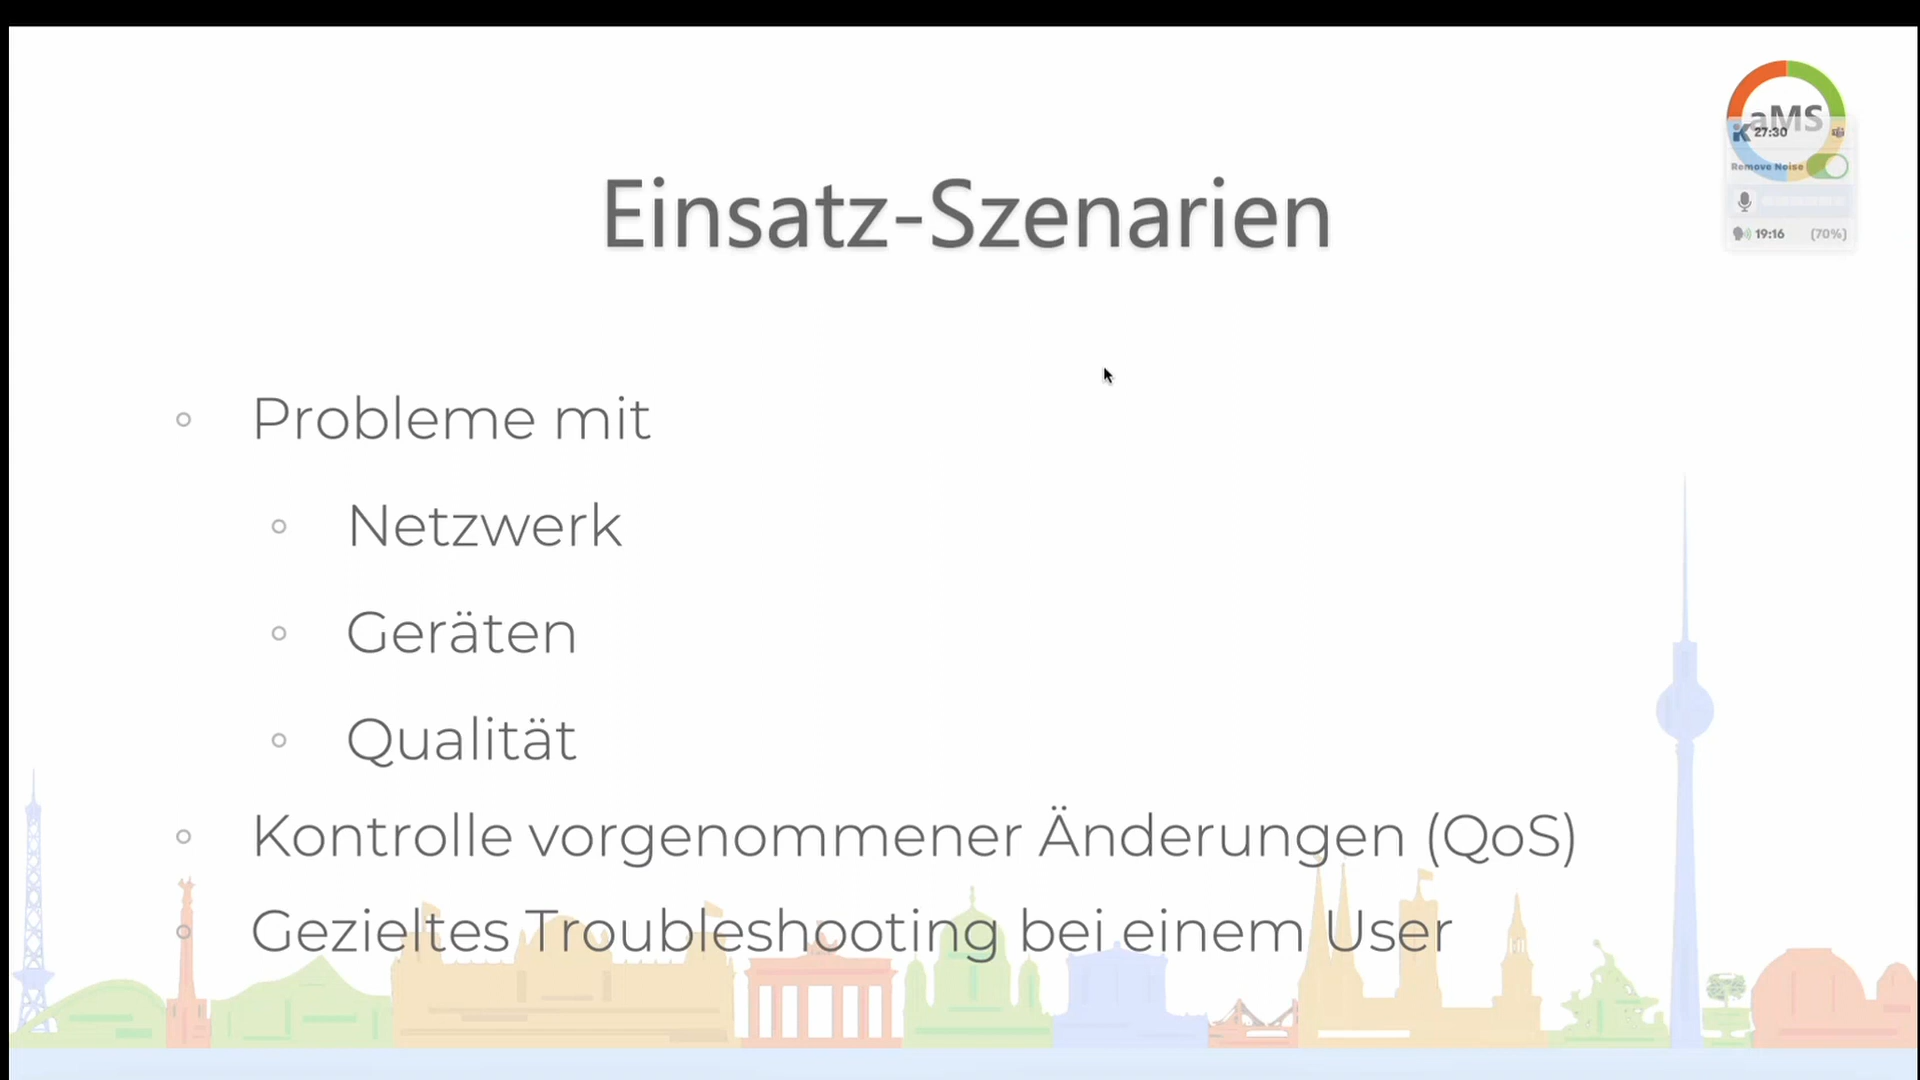 aMS
27:30
Remove Noise
19:16 (70%)
Einsatz-Szenarien
Probleme mit
Netzwerk
Geräten
Qualität
Kontrolle vorgenommener Änderungen (QoS)
Gezieltes Troubleshooting bei einem User